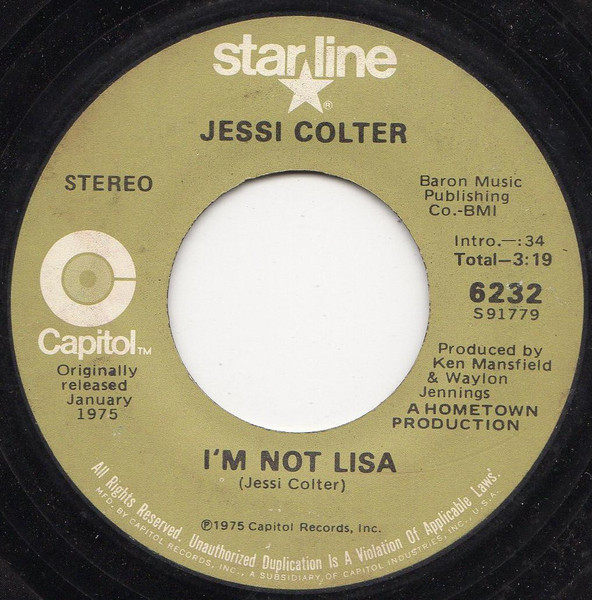 starline
®
JESSI COLTER
STEREO
Baron Music
Publishing
Co.-BMI
Intro.—:34
Total—3:19
6232
S91779
Capitol TM
Originally
released
January
1975
Produced by
Ken Mansfield
& Waylon
Jennings
A HOMETOWN
PRODUCTION
I'M NOT LISA
(Jessi Colter)
℗1975 Capitol Records, Inc.
All Rights Reserved. Unauthorized Duplication Is A Violation Of Applicable Laws.
MFD. BY CAPITOL RECORDS, INC., A SUBSIDIARY OF CAPITOL INDUSTRIES, INC., U.S.A.